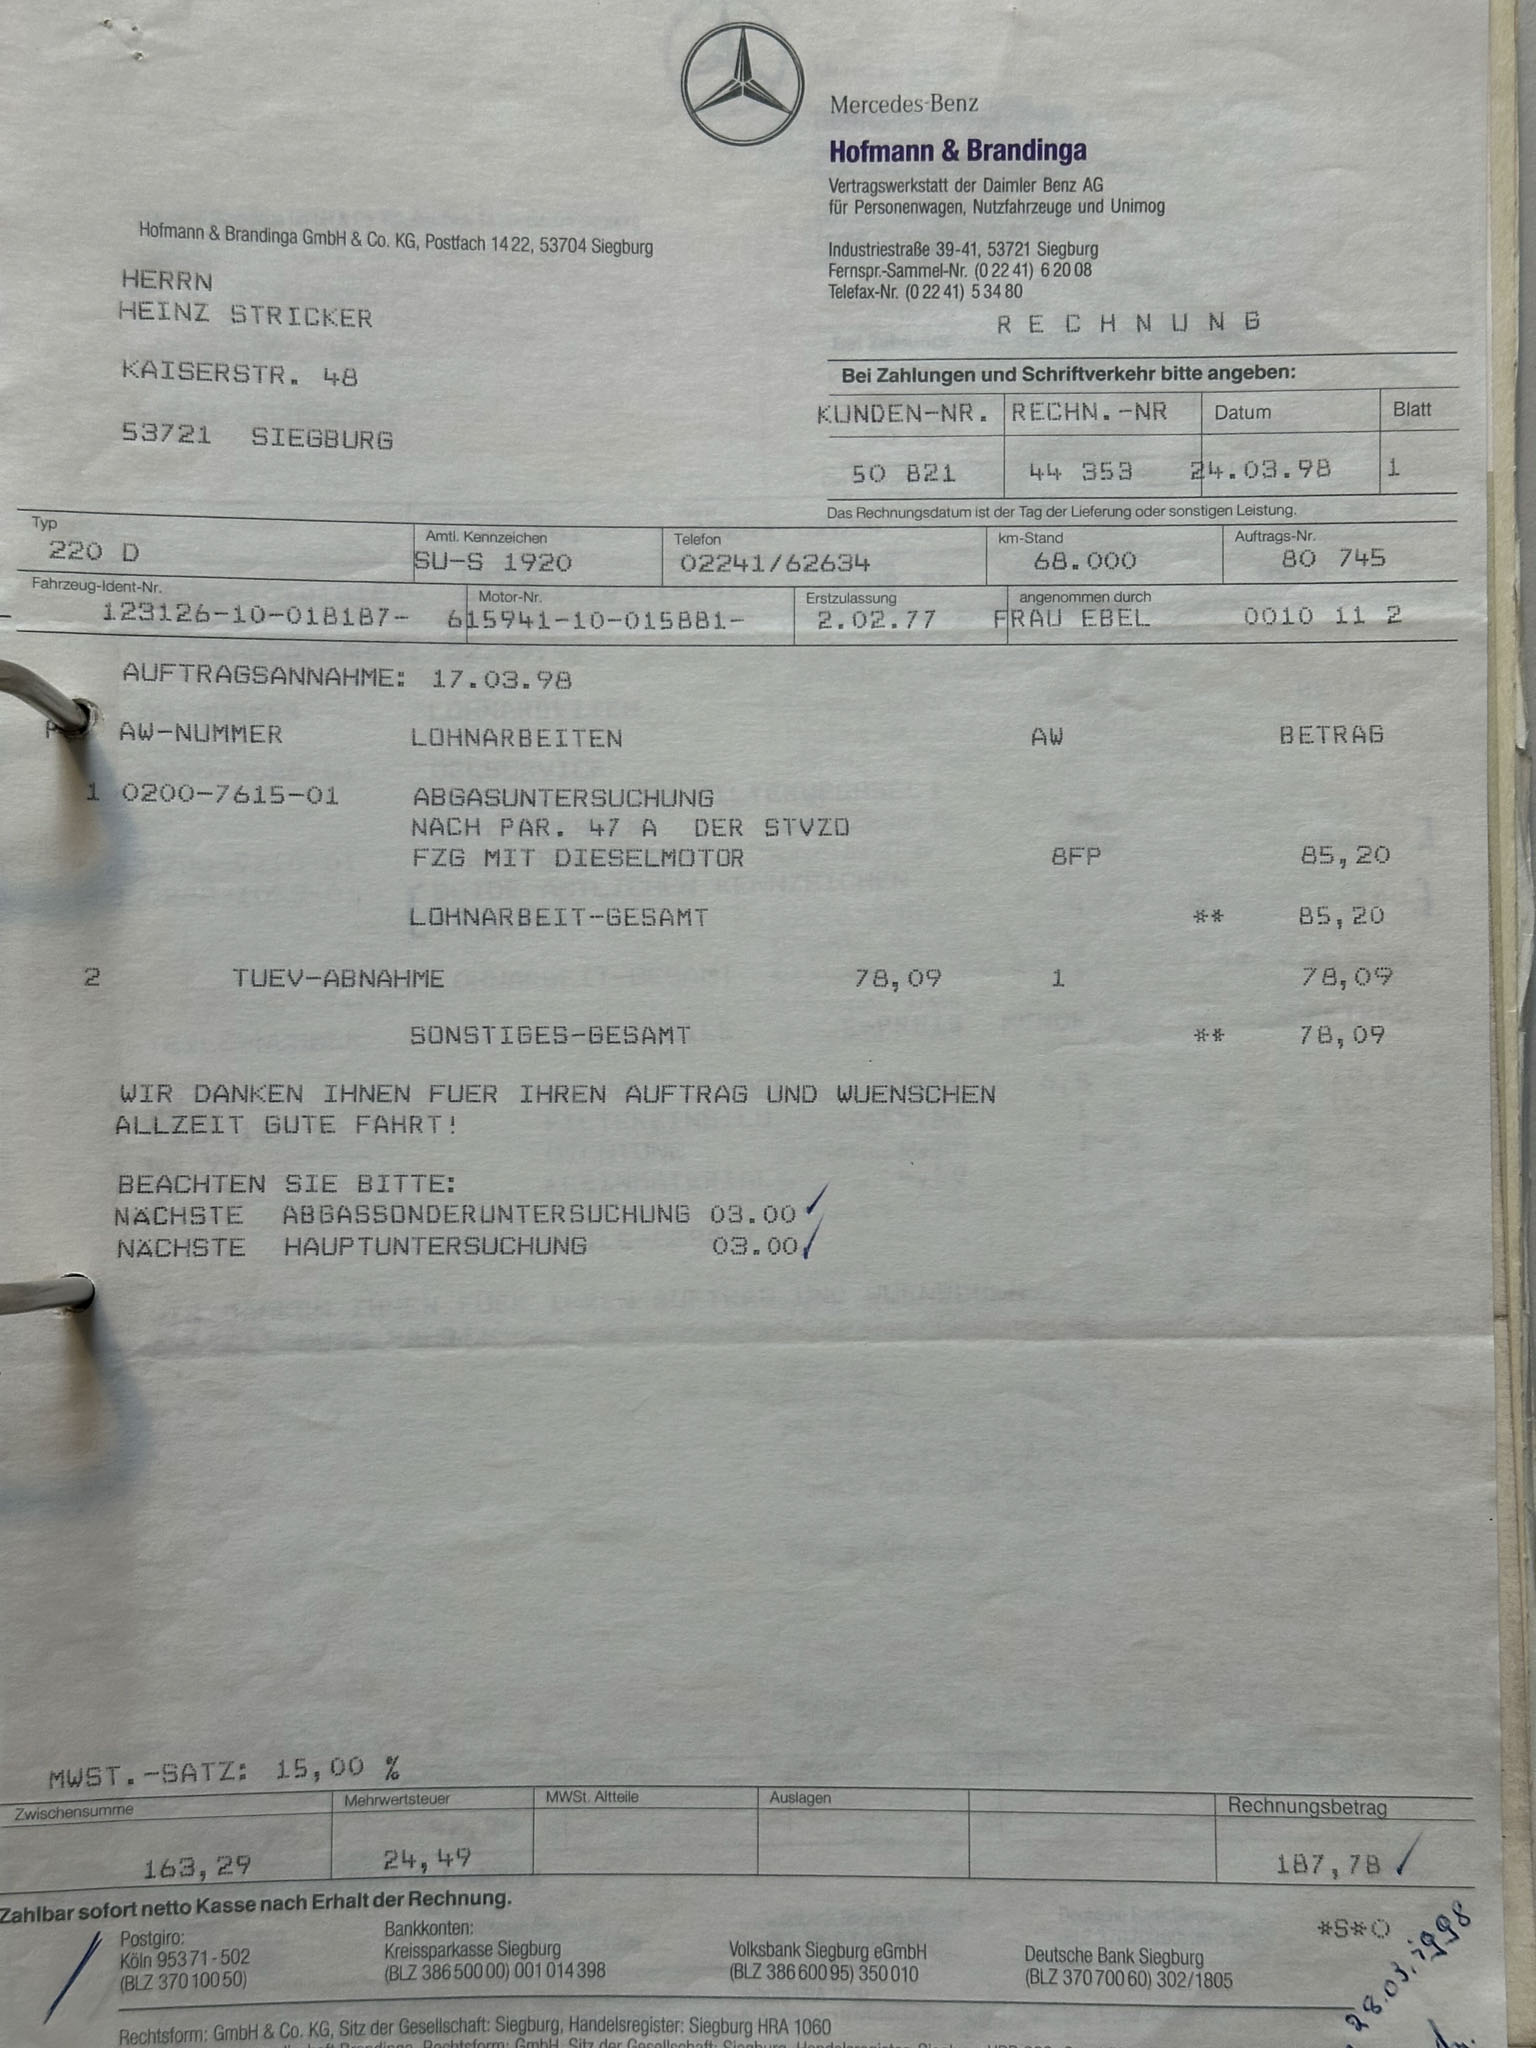 Mercedes-Benz
Hofmann & Brandinga
Vertragswerkstatt der Daimler Benz AG
für Personenwagen, Nutzfahrzeuge und Unimog
Hofmann & Brandinga GmbH & Co. KG, Postfach 14 22, 53704 Siegburg
Industriestraße 39-41, 53721 Siegburg
Fernspr.-Sammel-Nr. (0 22 41) 6 20 08
Telefax-Nr. (0 22 41) 5 34 80
HERRN
HEINZ STRICKER
KAISERSTR. 48
53721 SIEGBURG
R E C H N U N G
Bei Zahlungen und Schriftverkehr bitte angeben:
KUNDEN-NR. RECHN.-NR Datum Blatt
50 821 44 353 24.03.98 1
Das Rechnungsdatum ist der Tag der Lieferung oder sonstigen Leistung.
Typ Amtl. Kennzeichen Telefon km-Stand Auftrags-Nr.
220 D SU-S 1920 02241/62634 68.000 80 745
Fahrzeug-Ident-Nr. Motor-Nr. Erstzulassung angenommen durch
123126-10-018187- 615941-10-015881- 2.02.77 FRAU EBEL 0010 11 2
AUFTRAGSANNAHME: 17.03.98
AW-NUMMER LOHNARBEITEN AW BETRAG
1 0200-7615-01 ABGASUNTERSUCHUNG
NACH PAR. 47 A DER STVZO
FZG MIT DIESELMOTOR 8FP 85,20
LOHNARBEIT-GESAMT ** 85,20
2 TUEV-ABNAHME 78,09 1 78,09
SONSTIGES-GESAMT ** 78,09
WIR DANKEN IHNEN FUER IHREN AUFTRAG UND WUENSCHEN
ALLZEIT GUTE FAHRT!
BEACHTEN SIE BITTE:
NÄCHSTE ABGASSONDERUNTERSUCHUNG 03.00
NÄCHSTE HAUPTUNTERSUCHUNG 03.00
MWST.-SATZ: 15,00 %
Zwischensumme Mehrwertsteuer MWSt. Altteile Auslagen Rechnungsbetrag
163,29 24,49 187,78
Zahlbar sofort netto Kasse nach Erhalt der Rechnung.
*S*O
Postgiro:
Köln 953 71-502
(BLZ 370 100 50)
Bankkonten:
Kreissparkasse Siegburg
(BLZ 386 500 00) 001 014 398
Volksbank Siegburg eGmbH
(BLZ 386 600 95) 350 010
Deutsche Bank Siegburg
(BLZ 370 700 60) 302/1805
28.03.1998
Rechtsform: GmbH & Co. KG, Sitz der Gesellschaft: Siegburg, Handelsregister: Siegburg HRA 1060